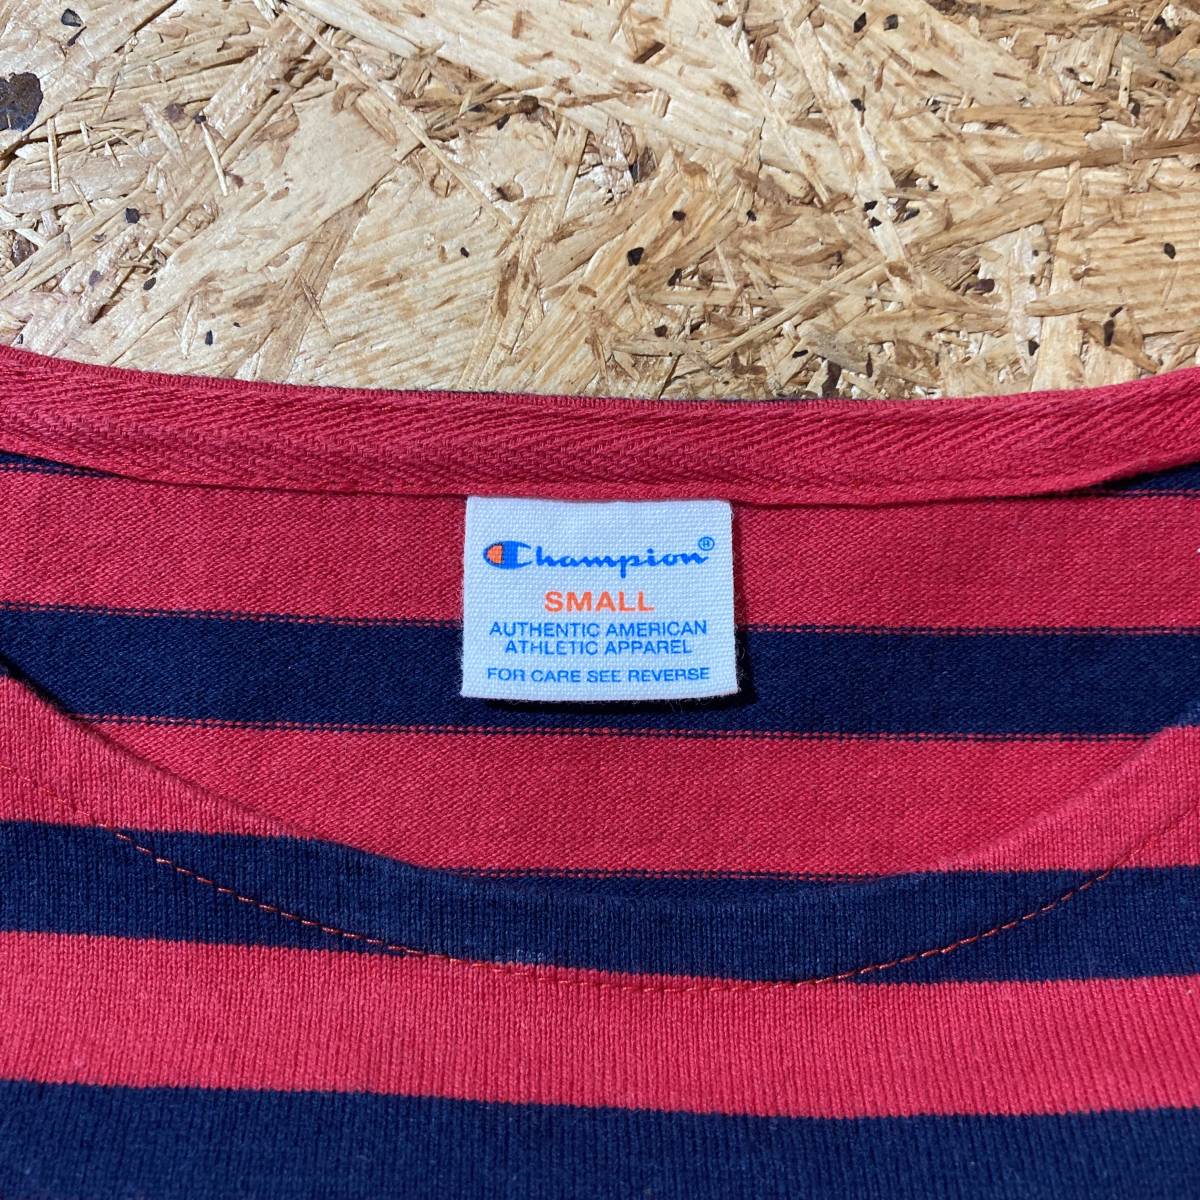 Champion®
SMALL
AUTHENTIC AMERICAN
ATHLETIC APPAREL
FOR CARE SEE REVERSE